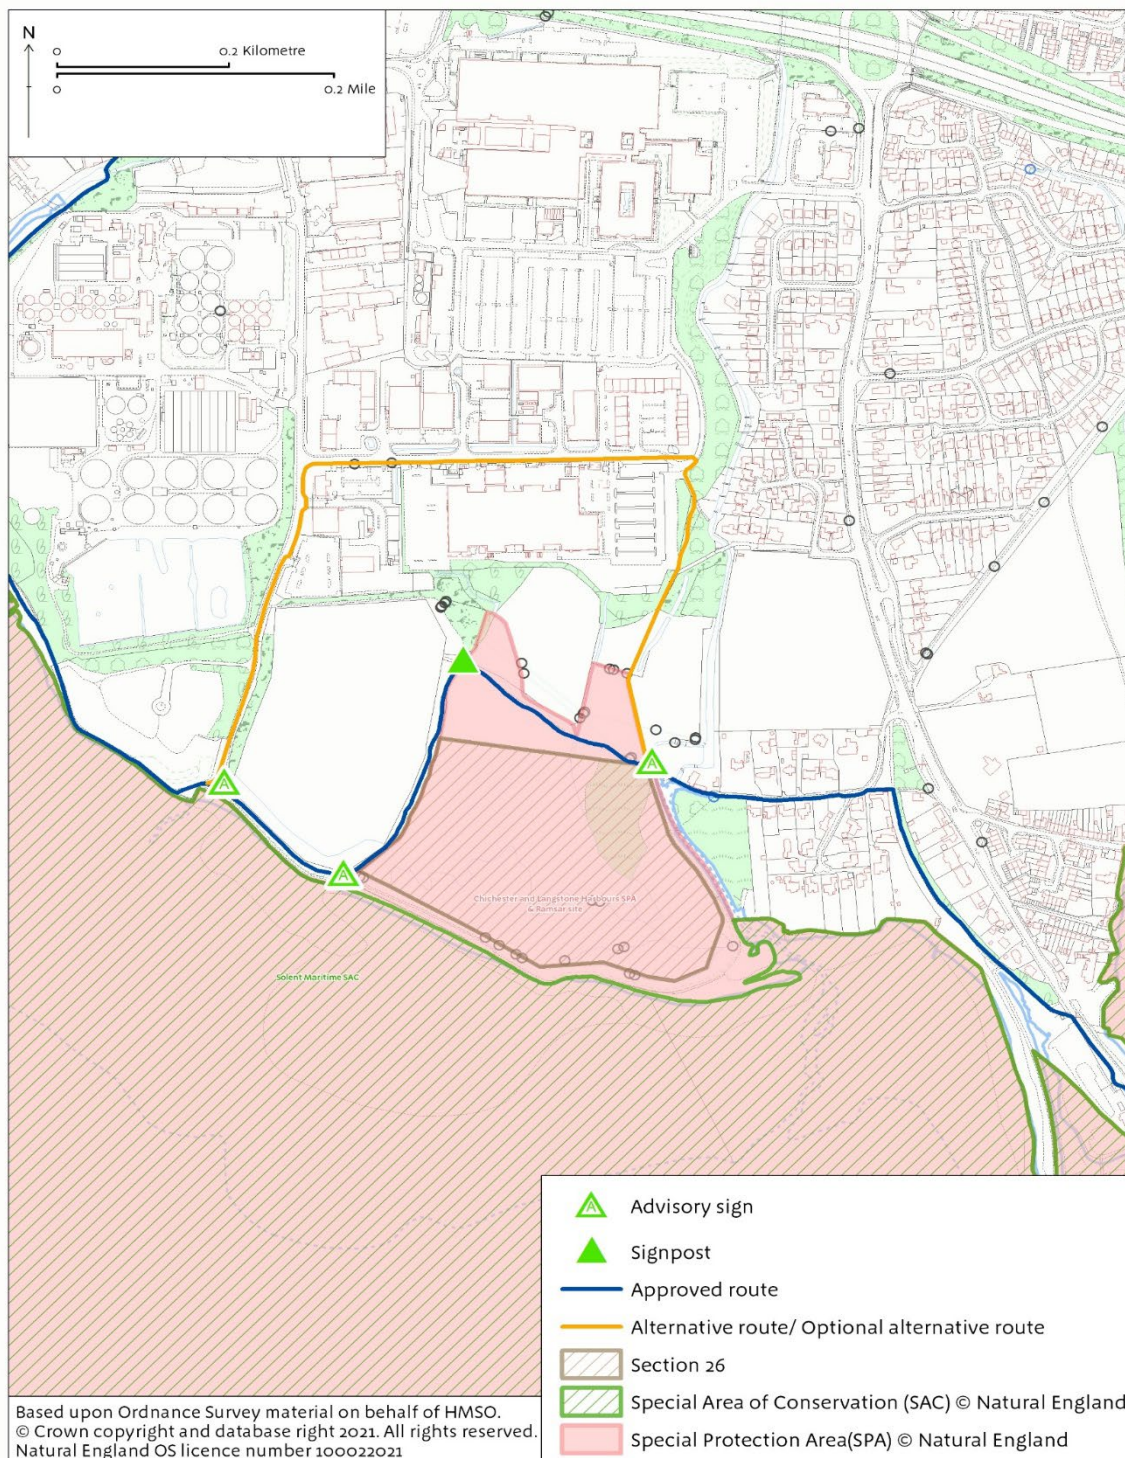 N
0
0.2 Kilometre
0
0.2 Mile
A
A
A
Chichester and Langstone Harbours SPA
& Ramsar site
Solent Maritime SAC
A Advisory sign
Signpost
Approved route
Alternative route/ Optional alternative route
Section 26
Special Area of Conservation (SAC) © Natural England
Special Protection Area(SPA) © Natural England
Based upon Ordnance Survey material on behalf of HMSO.
© Crown copyright and database right 2021. All rights reserved.
Natural England OS licence number 100022021